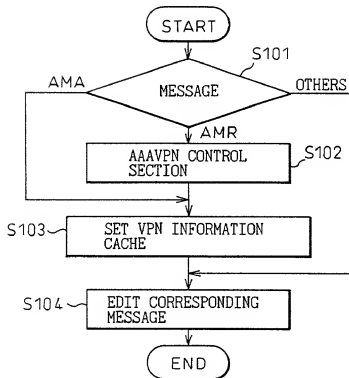 START
S101
AMA
MESSAGE
OTHERS
AMR
AAAVPN CONTROL
SECTION
S102
S103
SET VPN INFORMATION
CACHE
S104
EDIT CORRESPONDING
MESSAGE
END